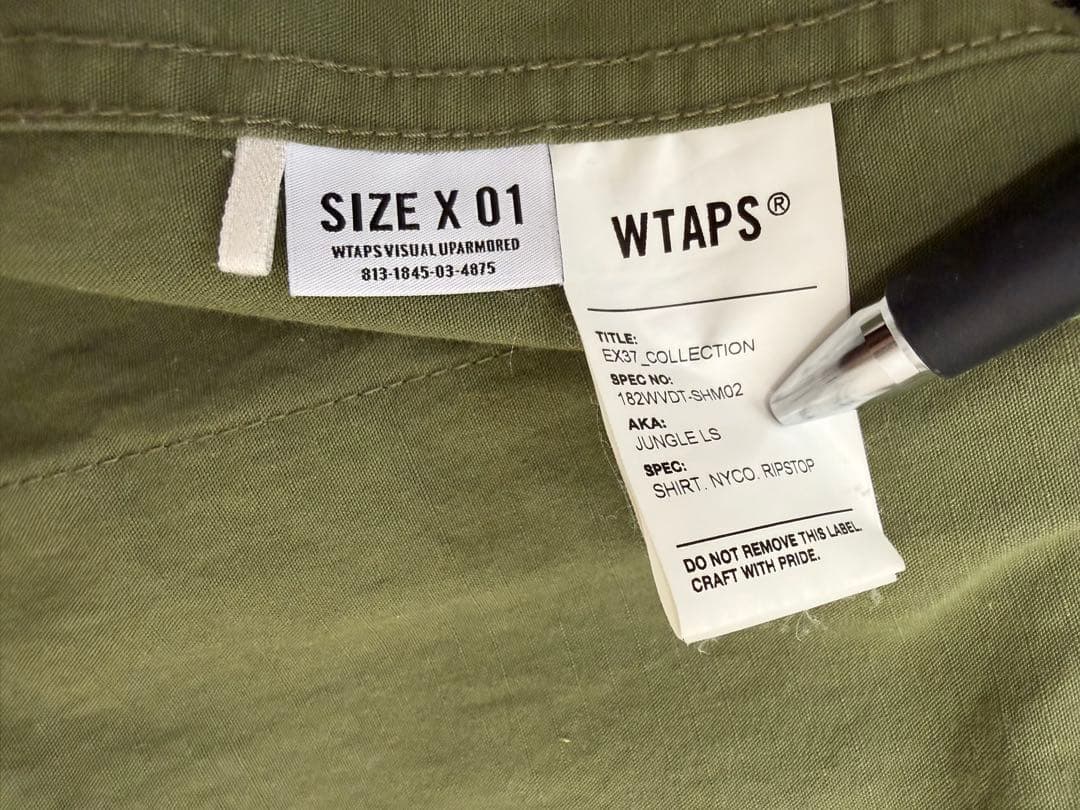 SIZE X 01
WTAPS VISUAL UPARMORED
813-1845-03-4875
WTAPS®
TITLE:
EX37_COLLECTION
SPEC NO:
182WVDT-SHM02
AKA:
JUNGLE LS
SPEC:
SHIRT. NYCO. RIPSTOP
DO NOT REMOVE THIS LABEL.
CRAFT WITH PRIDE.